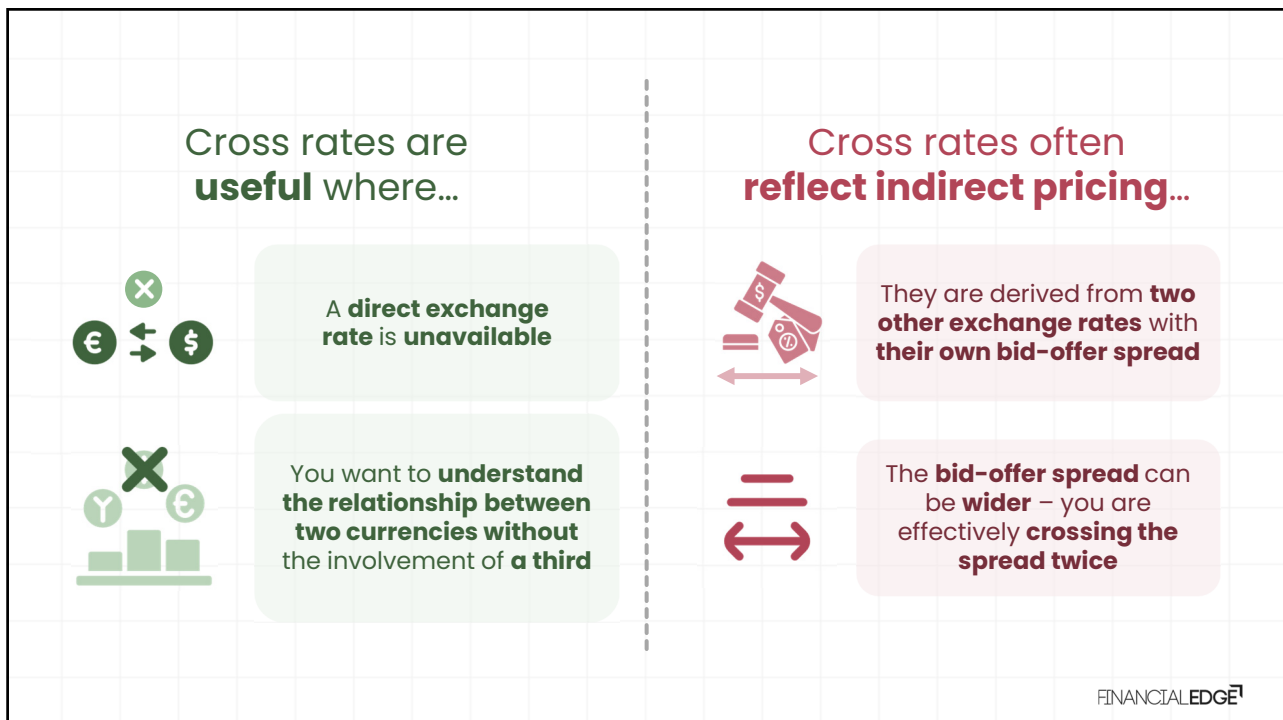 Cross rates are
useful where...
A direct exchange
rate is unavailable
You want to understand
the relationship between
two currencies without
the involvement of a third
Cross rates often
reflect indirect pricing...
They are derived from two
other exchange rates with
their own bid-offer spread
The bid-offer spread can
be wider – you are
effectively crossing the
spread twice
FINANCIALEDGE